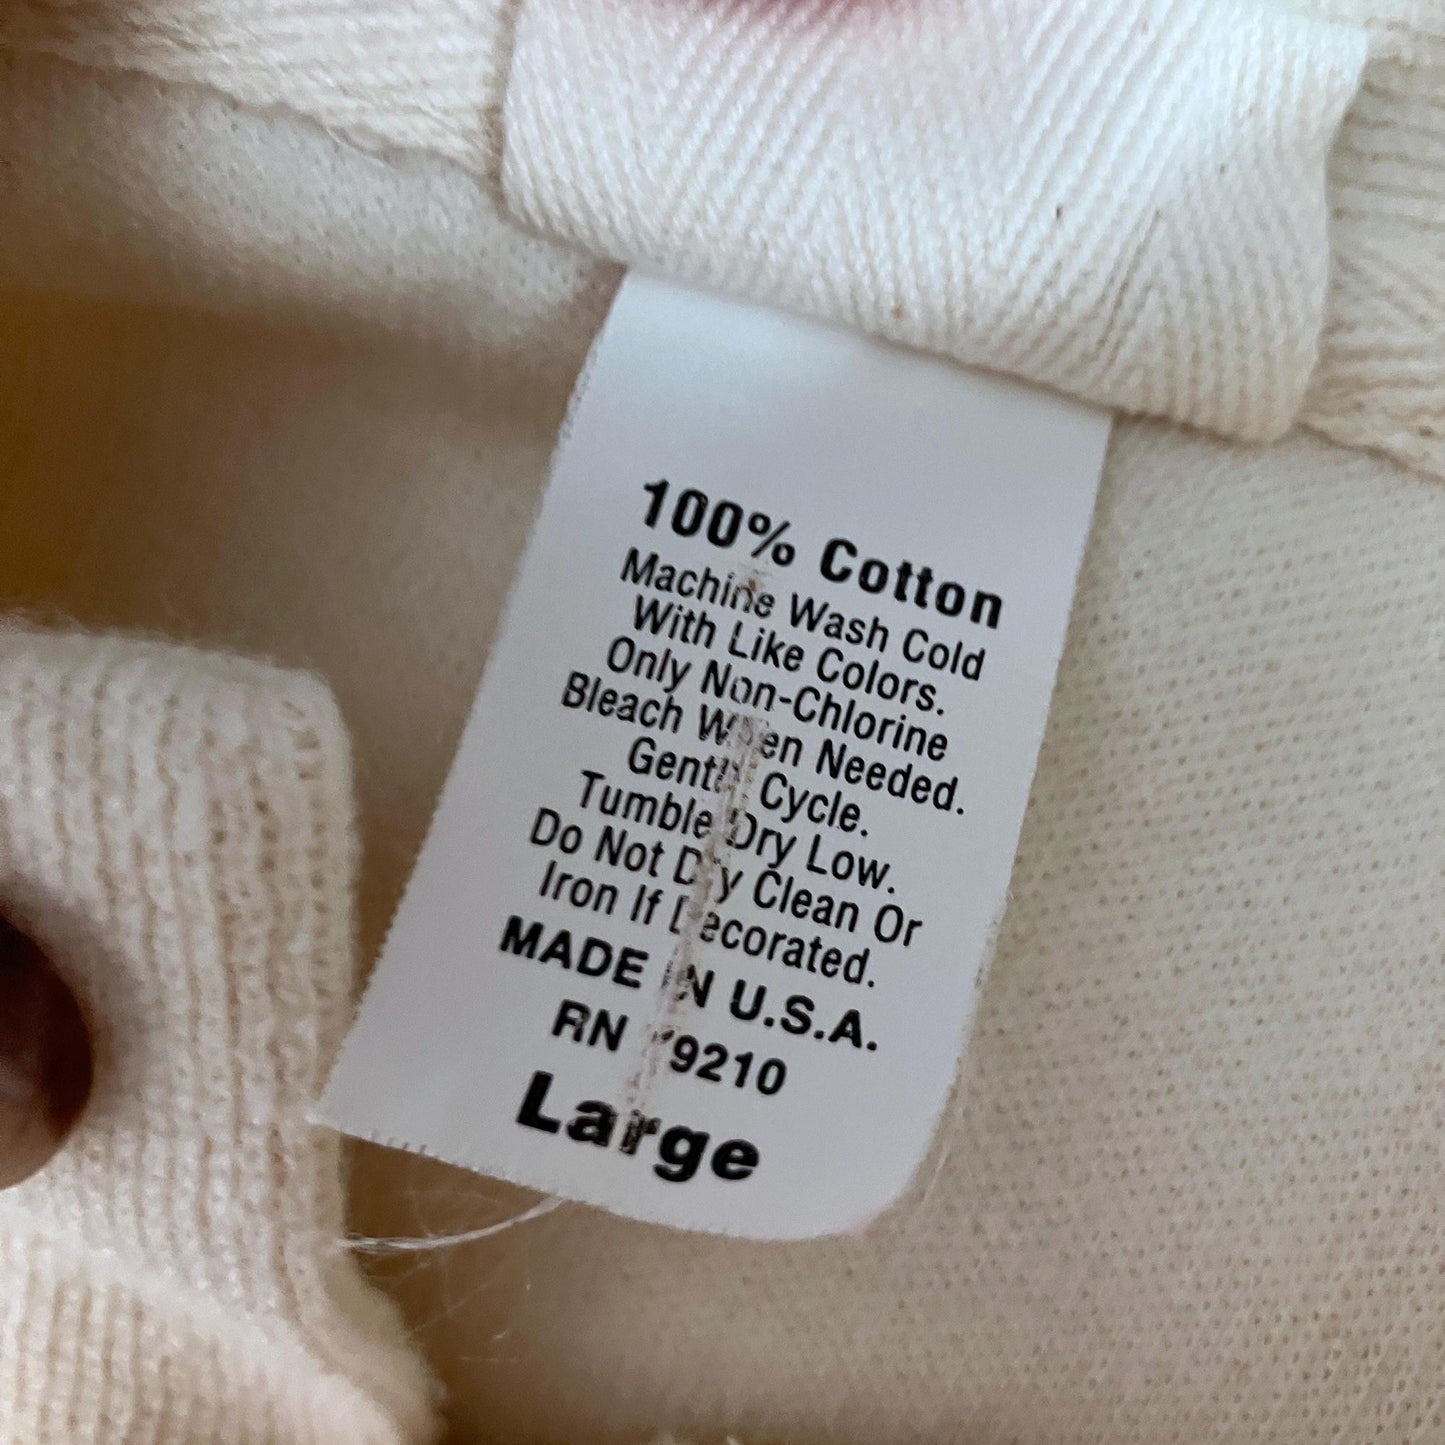 100% Cotton
Machine Wash Cold
With Like Colors.
Only Non-Chlorine
Bleach When Needed.
Gentle Cycle.
Tumble Dry Low.
Do Not Dry Clean Or
Iron If Decorated.
MADE IN U.S.A.
RN
Large